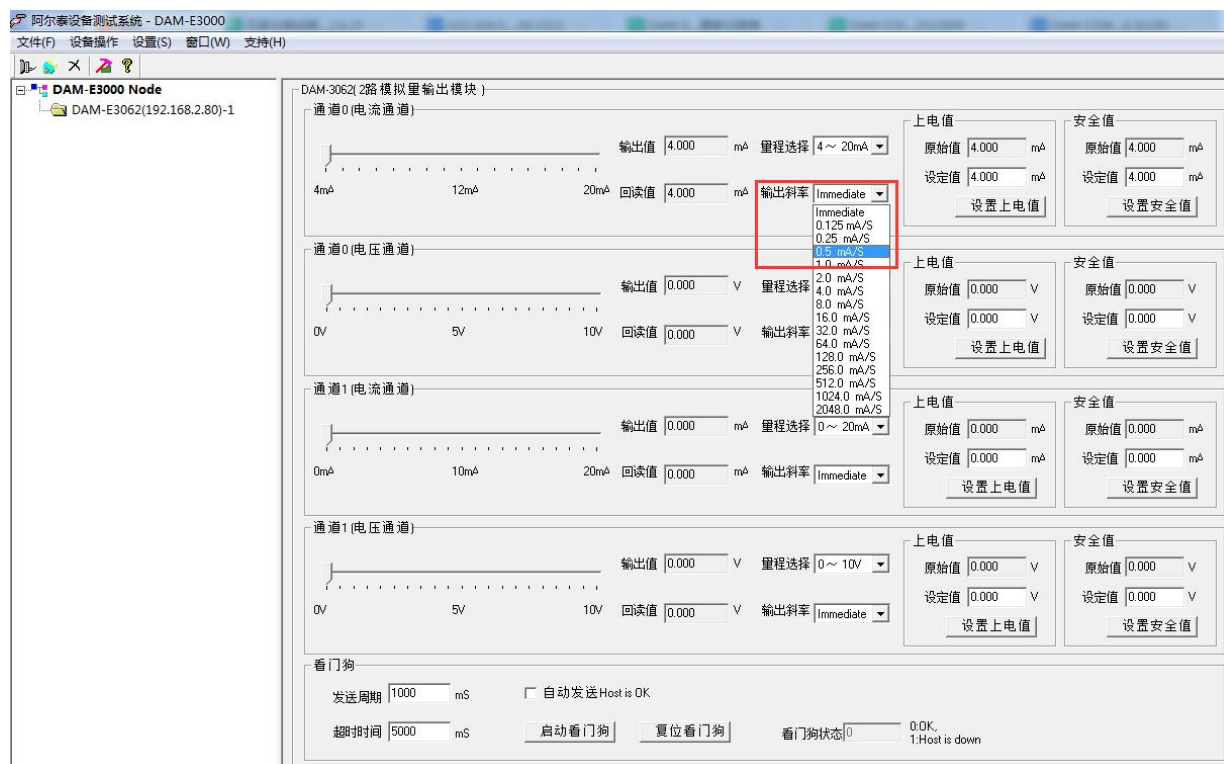 阿尔泰设备测试系统 - DAM-E3000
文件(F) 设备操作 设置(S) 窗口(W) 支持(H)
DAM-E3000 Node
DAM-E3062(192.168.2.80)-1
DAM-3062( 2路模拟量输出模块 )
通道0(电流通道)
输出值 4.000 mA 量程选择 4～ 20mA
4mA 12mA 20mA 回读值 4.000 mA 输出斜率 Immediate
上电值
原始值 4.000 mA
设定值 4.000 mA
设置上电值
安全值
原始值 4.000 mA
设定值 4.000 mA
设置安全值
Immediate
0.125 mA/S
0.25 mA/S
0.5 mA/S
1.0 mA/S
2.0 mA/S
4.0 mA/S
8.0 mA/S
16.0 mA/S
32.0 mA/S
64.0 mA/S
128.0 mA/S
256.0 mA/S
512.0 mA/S
1024.0 mA/S
2048.0 mA/S
通道0(电压通道)
输出值 0.000 V 量程选择
0V 5V 10V 回读值 0.000 V 输出斜率
上电值
原始值 0.000 V
设定值 0.000 V
设置上电值
安全值
原始值 0.000 V
设定值 0.000 V
设置安全值
通道1(电流通道)
输出值 0.000 mA 量程选择 0～ 20mA
0mA 10mA 20mA 回读值 0.000 mA 输出斜率 Immediate
上电值
原始值 0.000 mA
设定值 0.000 mA
设置上电值
安全值
原始值 0.000 mA
设定值 0.000 mA
设置安全值
通道1(电压通道)
输出值 0.000 V 量程选择 0～ 10V
0V 5V 10V 回读值 0.000 V 输出斜率 Immediate
上电值
原始值 0.000 V
设定值 0.000 V
设置上电值
安全值
原始值 0.000 V
设定值 0.000 V
设置安全值
看门狗
发送周期 1000 mS 自动发送Host is OK
超时时间 5000 mS 启动看门狗 复位看门狗 看门狗状态 0
0:OK,
1:Host is down